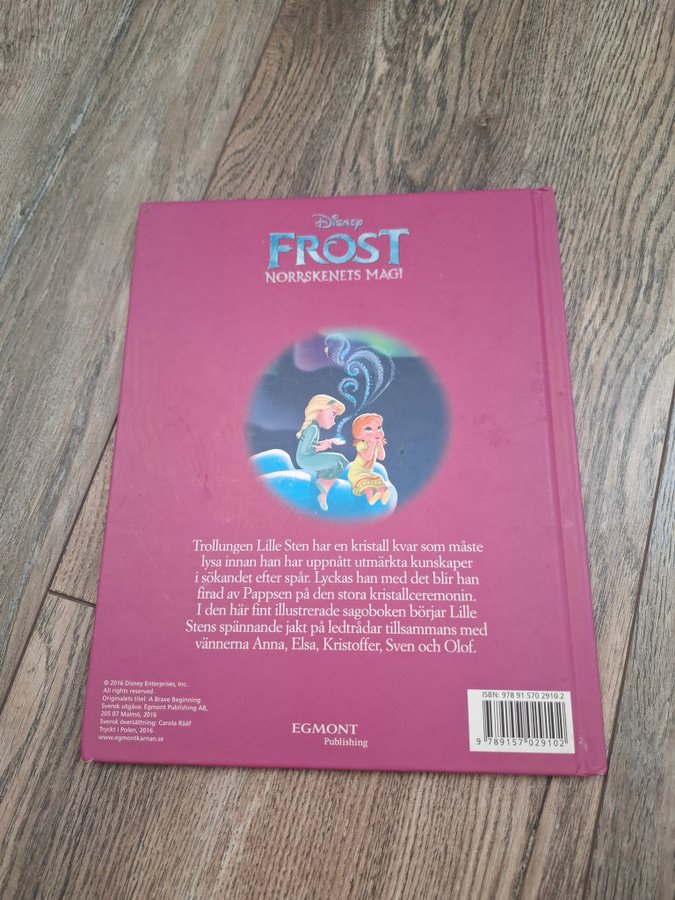 Disney
FROST
NORRSKENETS MAGI
Trollungen Lille Sten har en kristall kvar som måste
lysa innan han har uppnått utmärkta kunskaper
i sökandet efter spår. Lyckas han med det blir han
firad av Pappsen på den stora kristallceremonin.
I den här fint illustrerade sagoboken börjar Lille
Stens spännande jakt på ledtrådar tillsammans med
vännerna Anna, Elsa, Kristoffer, Sven och Olof.
© 2016 Disney Enterprises, Inc.
All rights reserved.
Originalets titel: A Brave Beginning
Svensk utgåva: Egmont Publishing AB,
205 07 Malmö, 2016
Svensk översättning: Carola Rääf
Tryckt i Polen, 2016
www.egmontkarnan.se
EGMONT
Publishing
ISBN: 978 91 570 2910-2
9 789157 029102